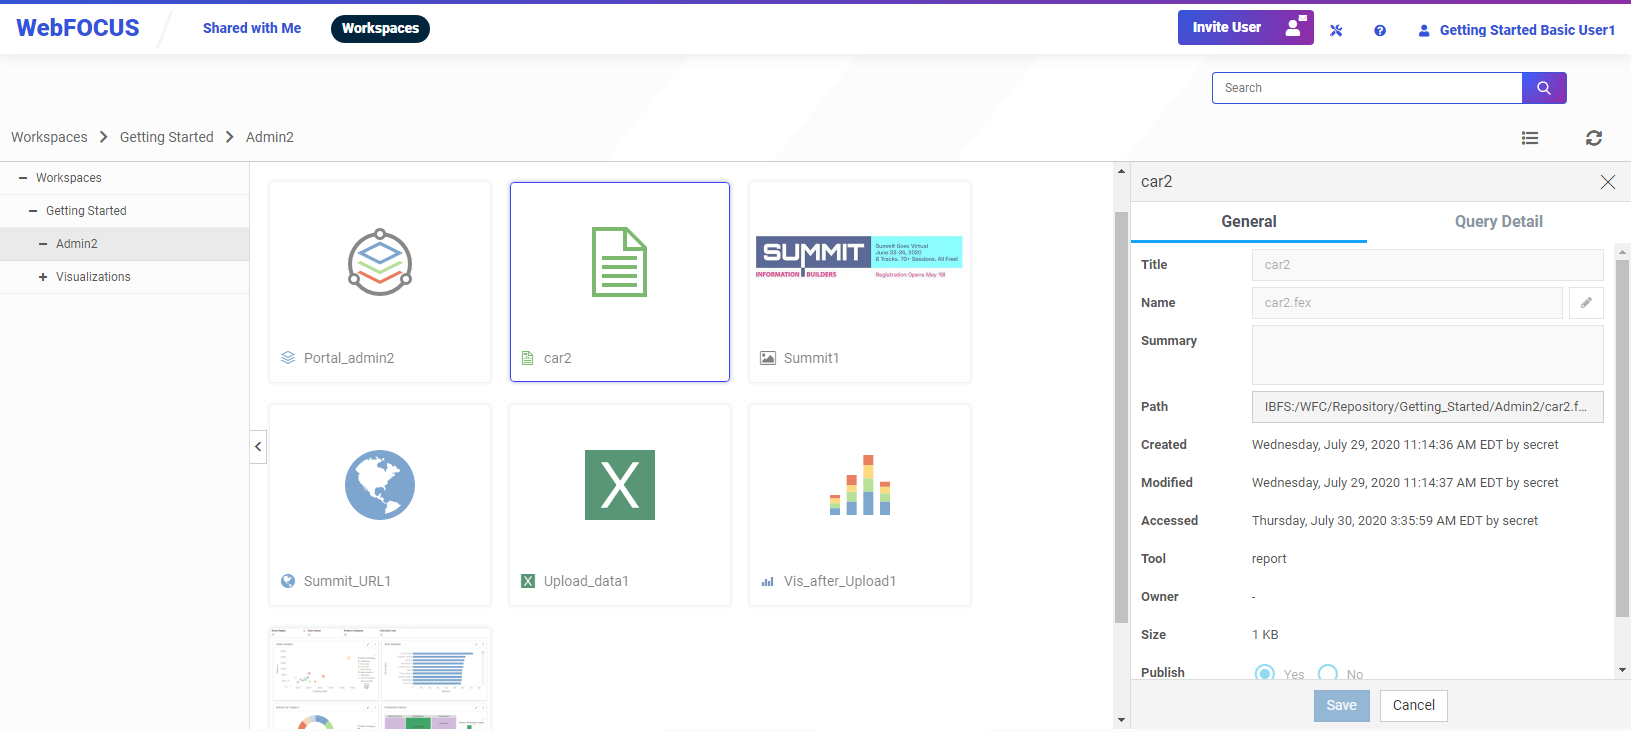 WebFOCUS
Shared with Me
Workspaces
Invite User
Getting Started Basic User1
Search
Workspaces > Getting Started > Admin2
Workspaces
Getting Started
Admin2
Visualizations
Portal_admin2
car2
SUMMIT
INFORMATION BUILDERS
Summit Goes Virtual
June 23-24, 2020
8 Tracks. 70+ Sessions. All Free!
Registration Opens May 19!
Summit1
Summit_URL1
X
Upload_data1
Vis_after_Upload1
car2
General
Query Detail
Title
car2
Name
car2.fex
Summary
Path
IBFS:/WFC/Repository/Getting_Started/Admin2/car2.f...
Created
Wednesday, July 29, 2020 11:14:36 AM EDT by secret
Modified
Wednesday, July 29, 2020 11:14:37 AM EDT by secret
Accessed
Thursday, July 30, 2020 3:35:59 AM EDT by secret
Tool
report
Owner
-
Size
1 KB
Publish
Yes
No
Save
Cancel